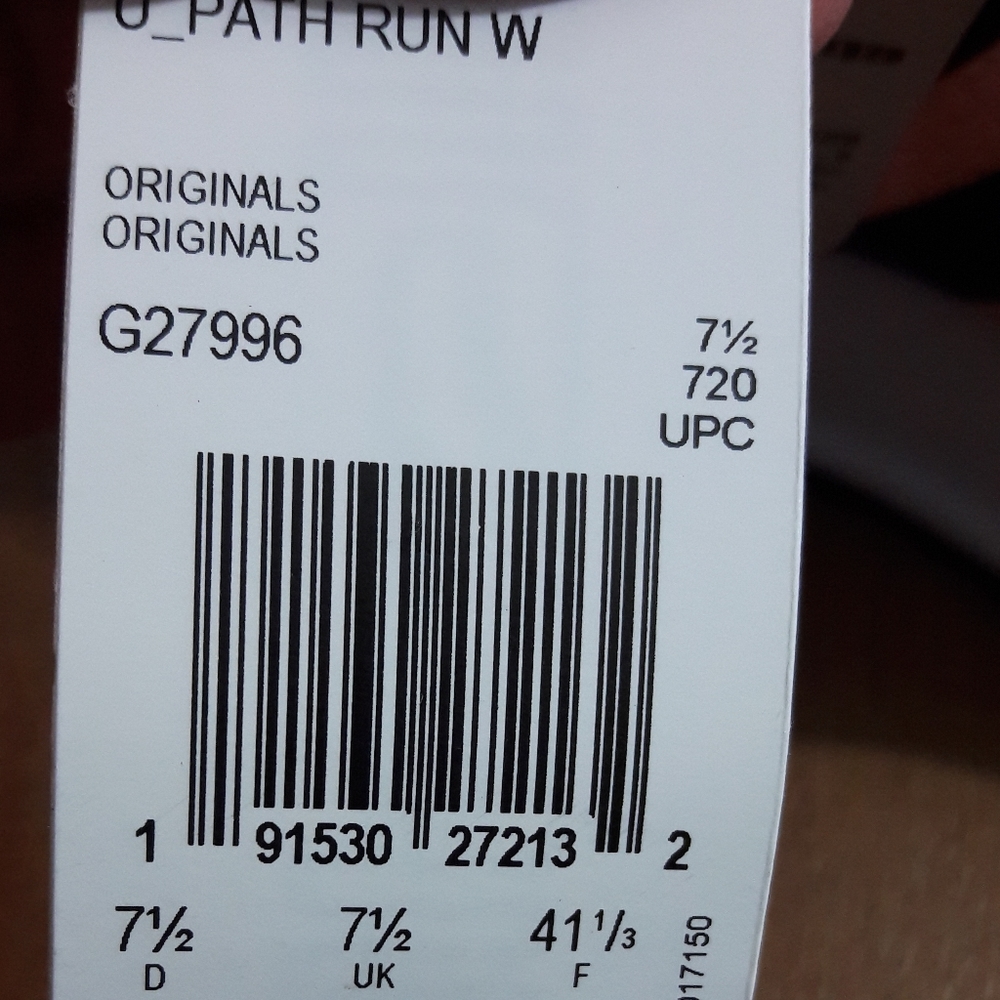 U_PATH RUN W
ORIGINALS
ORIGINALS
G27996
7½
720
UPC
1 91530 27213 2
7½ 7½ 41⅓
D UK F
017150